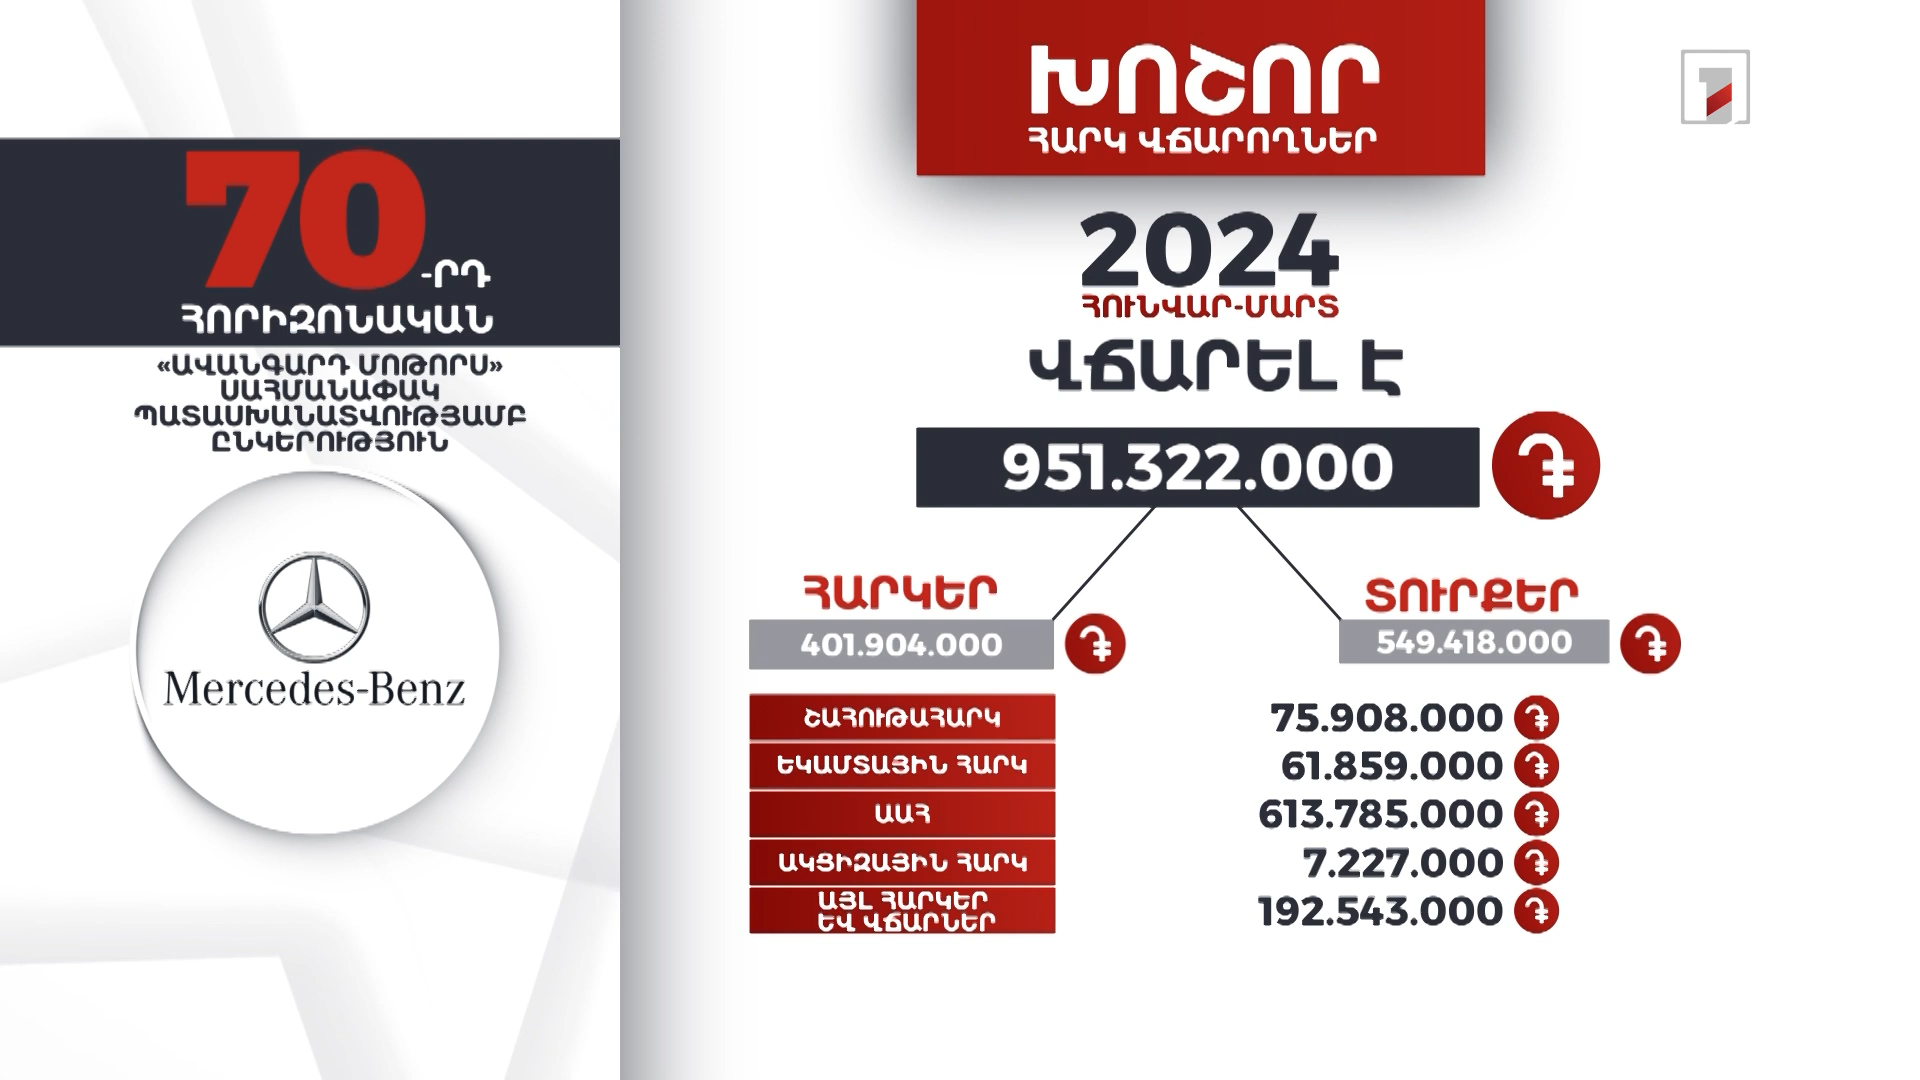 70-ՐԴ
ՀՈՐԻԶՈՆԱԿԱՆ
«ԱՎԱՆԳԱՐԴ ՄՈԹՈՐՍ»
ՍԱՀՄԱՆԱՓԱԿ
ՊԱՏԱՍԽԱՆԱՏՎՈՒԹՅԱՄԲ
ԸՆԿԵՐՈՒԹՅՈՒՆ
Mercedes-Benz
ԽՈՇՈՐ
ՀԱՐԿ ՎՃԱՐՈՂՆԵՐ
1
2024
ՀՈՒՆՎԱՐ-ՄԱՐՏ
ՎՃԱՐԵԼ Է
951.322.000 ֏
ՀԱՐԿԵՐ
401.904.000 ֏
ՏՈՒՐՔԵՐ
549.418.000 ֏
ՇԱՀՈՒԹԱՀԱՐԿ 75.908.000 ֏
ԵԿԱՄՏԱՅԻՆ ՀԱՐԿ 61.859.000 ֏
ԱԱՀ 613.785.000 ֏
ԱԿՑԻԶԱՅԻՆ ՀԱՐԿ 7.227.000 ֏
ԱՅԼ ՀԱՐԿԵՐ
ԵՎ ՎՃԱՐՆԵՐ 192.543.000 ֏